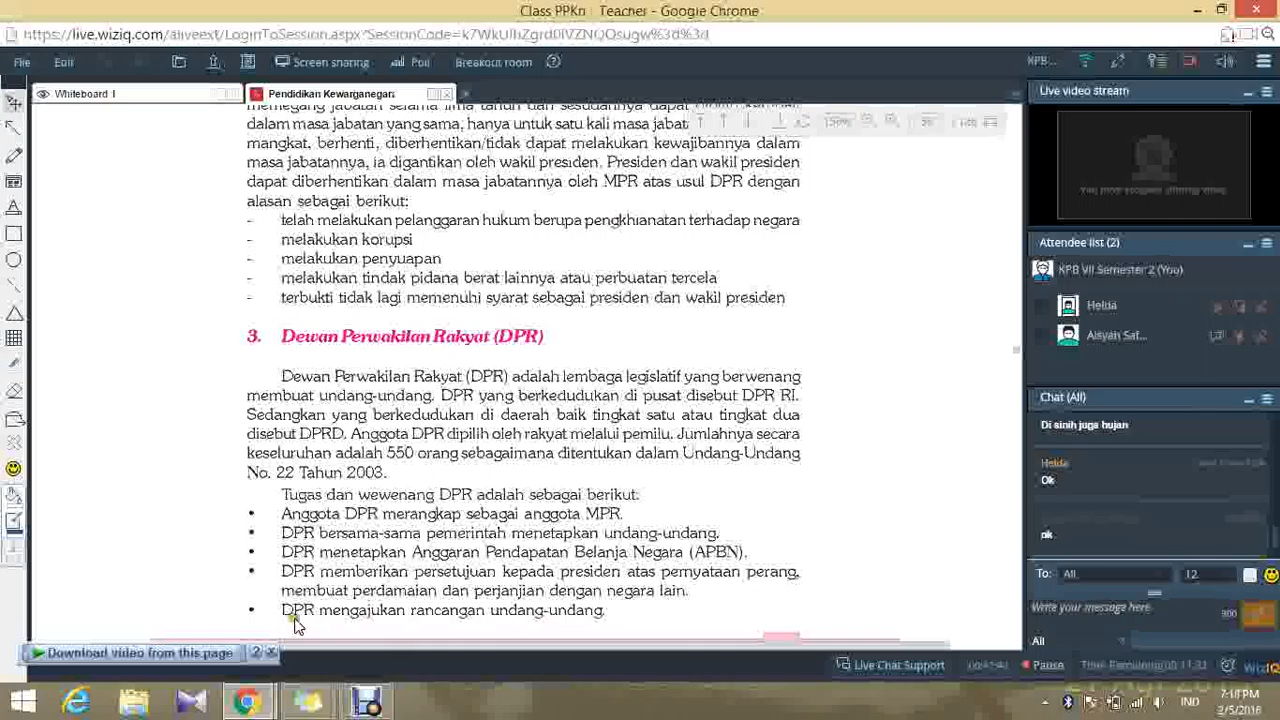 Class PPKn - Teacher - Google Chrome
File Edit Screen sharing Poll Breakout room KPB...
Whiteboard 1 Pendidikan Kewarganegara
dalam masa jabatan yang sama, hanya untuk satu kali masa
mangkat, berhenti, diberhentikan/tidak dapat melakukan kewajibannya dalam
masa jabatannya, ia digantikan oleh wakil presiden. Presiden dan wakil presiden
dapat diberhentikan dalam masa jabatannya oleh MPR atas usul DPR dengan
alasan sebagai berikut:
- telah melakukan pelanggaran hukum berupa pengkhianatan terhadap negara
- melakukan korupsi
- melakukan penyuapan
- melakukan tindak pidana berat lainnya atau perbuatan tercela
- terbukti tidak lagi memenuhi syarat sebagai presiden dan wakil presiden
3. Dewan Perwakilan Rakyat (DPR)
Dewan Perwakilan Rakyat (DPR) adalah lembaga legislatif yang berwenang
membuat undang-undang. DPR yang berkedudukan di pusat disebut DPR RI.
Sedangkan yang berkedudukan di daerah baik tingkat satu atau tingkat dua
disebut DPRD. Anggota DPR dipilih oleh rakyat melalui pemilu. Jumlahnya secara
keseluruhan adalah 550 orang sebagaimana ditentukan dalam Undang-Undang
No. 22 Tahun 2003.
Tugas dan wewenang DPR adalah sebagai berikut:
• Anggota DPR merangkap sebagai anggota MPR.
• DPR bersama-sama pemerintah menetapkan undang-undang.
• DPR menetapkan Anggaran Pendapatan Belanja Negara (APBN).
• DPR memberikan persetujuan kepada presiden atas pernyataan perang,
membuat perdamaian dan perjanjian dengan negara lain.
• DPR mengajukan rancangan undang-undang.
Live video stream
Attendee list (2)
KPB VII Semester 2 (You)
Helda
Aisyah Saf...
Chat (All)
Di sinih juga hujan
Helda
Ok
pk
To: All 12
Write your message here
300
All
Download video from this page ?
Live Chat Support Pause
IND
7:18 PM
2/5/2016